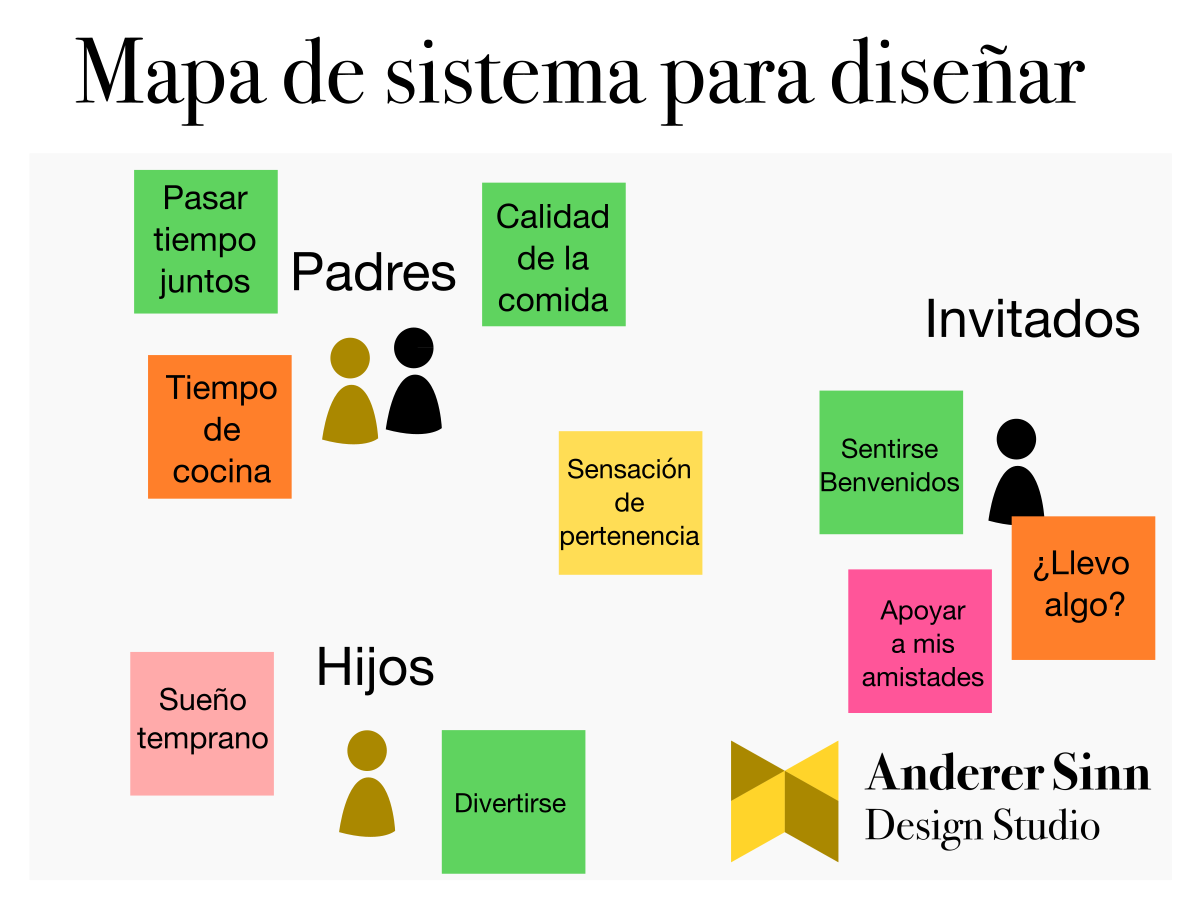 Mapa de sistema para diseñar
Pasar
tiempo
juntos
Padres
Calidad
de la
comida
Tiempo
de
cocina
Invitados
Sensación
de
pertenencia
Sentirse
Benvenidos
¿Llevo
algo?
Apoyar
a mis
amistades
Hijos
Sueño
temprano
Divertirse
Anderer Sinn
Design Studio